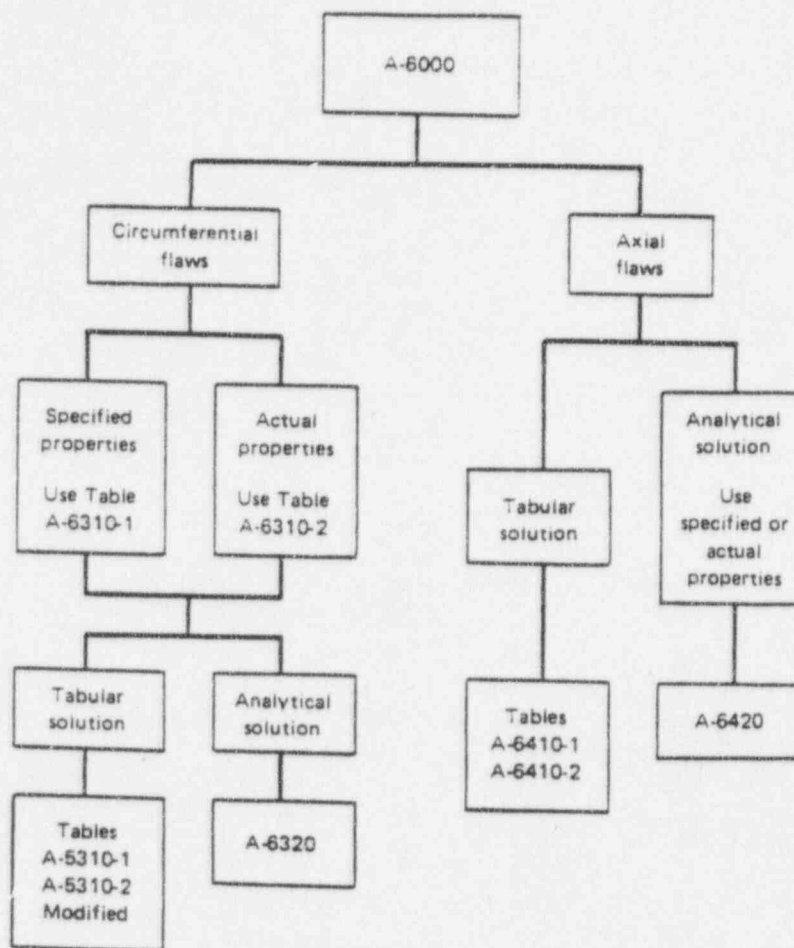 A-6000
Circumferential
flaws
Axial
flaws
Specified
properties
Use Table
A-6310-1
Actual
properties
Use Table
A-6310-2
Tabular
solution
Analytical
solution
Use
specified or
actual
properties
Tabular
solution
Analytical
solution
Tables
A-6410-1
A-6410-2
A-6420
Tables
A-5310-1
A-5310-2
Modified
A-6320